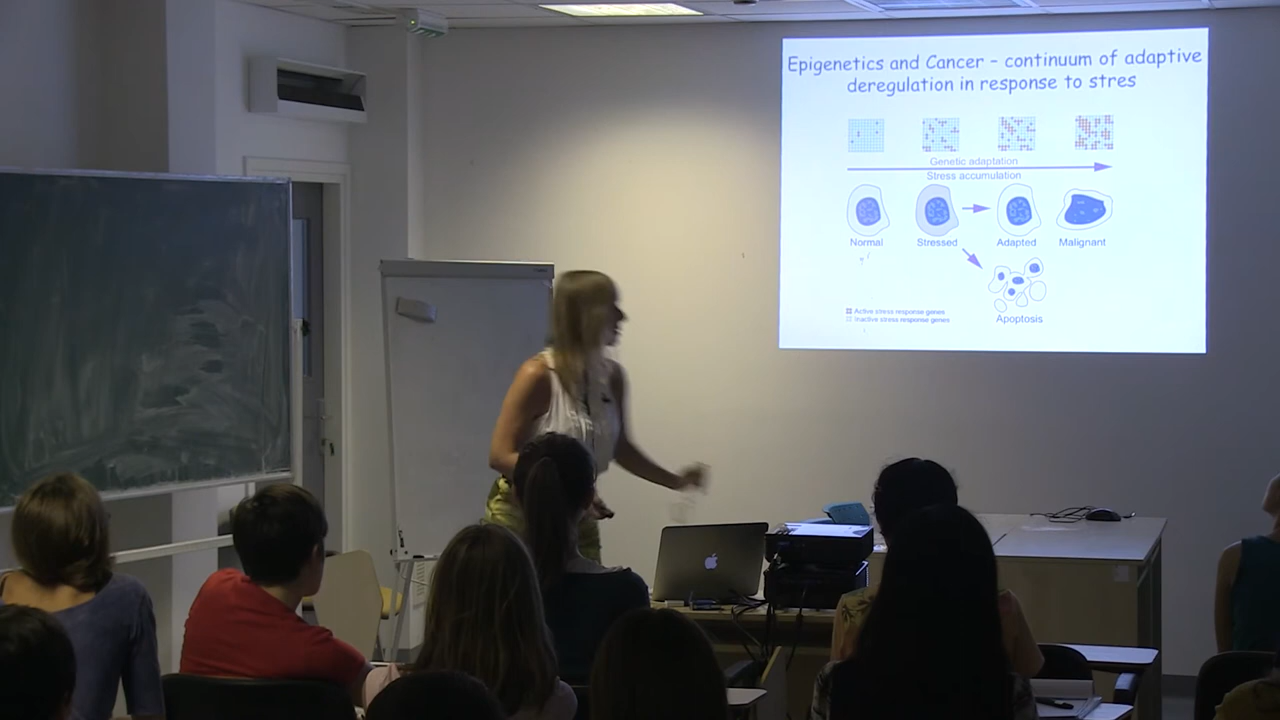 Epigenetics and Cancer – continuum of adaptive
deregulation in response to stres
Genetic adaptation
Stress accumulation
Normal
Stressed
Adapted
Malignant
Apoptosis
Active stress response genes
Inactive stress response genes